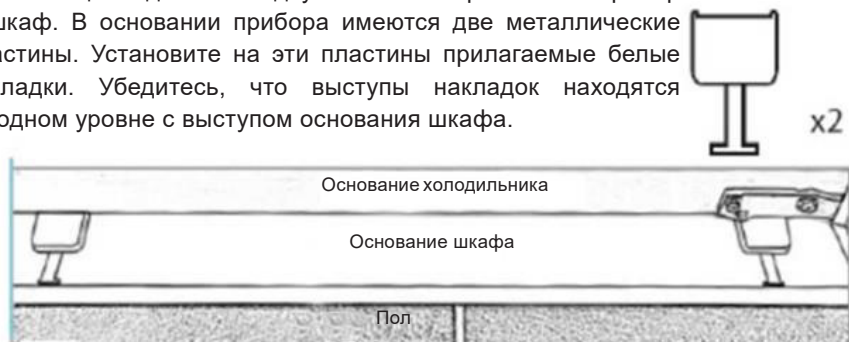 шкаф. В основании прибора имеются две металлические
пластины. Установите на эти пластины прилагаемые белые
накладки. Убедитесь, что выступы накладок находятся
одном уровне с выступом основания шкафа.
x2
Основание холодильника
Основание шкафа
Пол